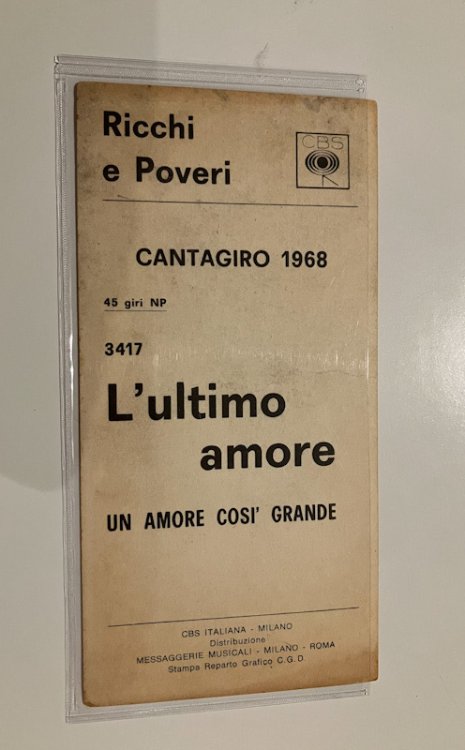 Ricchi
e Poveri
CBS
CANTAGIRO 1968
45 giri NP
3417
L'ultimo
amore
UN AMORE COSI' GRANDE
CBS ITALIANA - MILANO
Distribuzione
MESSAGGERIE MUSICALI - MILANO - ROMA
Stampa Reparto Grafico C.G.D.